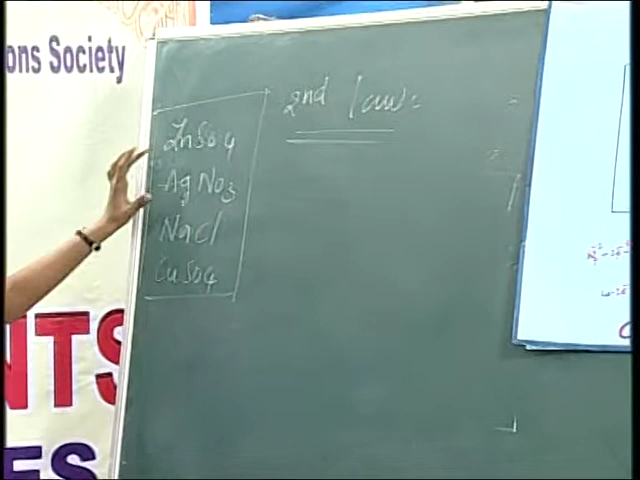 ons Society
2nd law:
ZnSo4
AgNo3
Nacl
CuSo4
NTS
ES